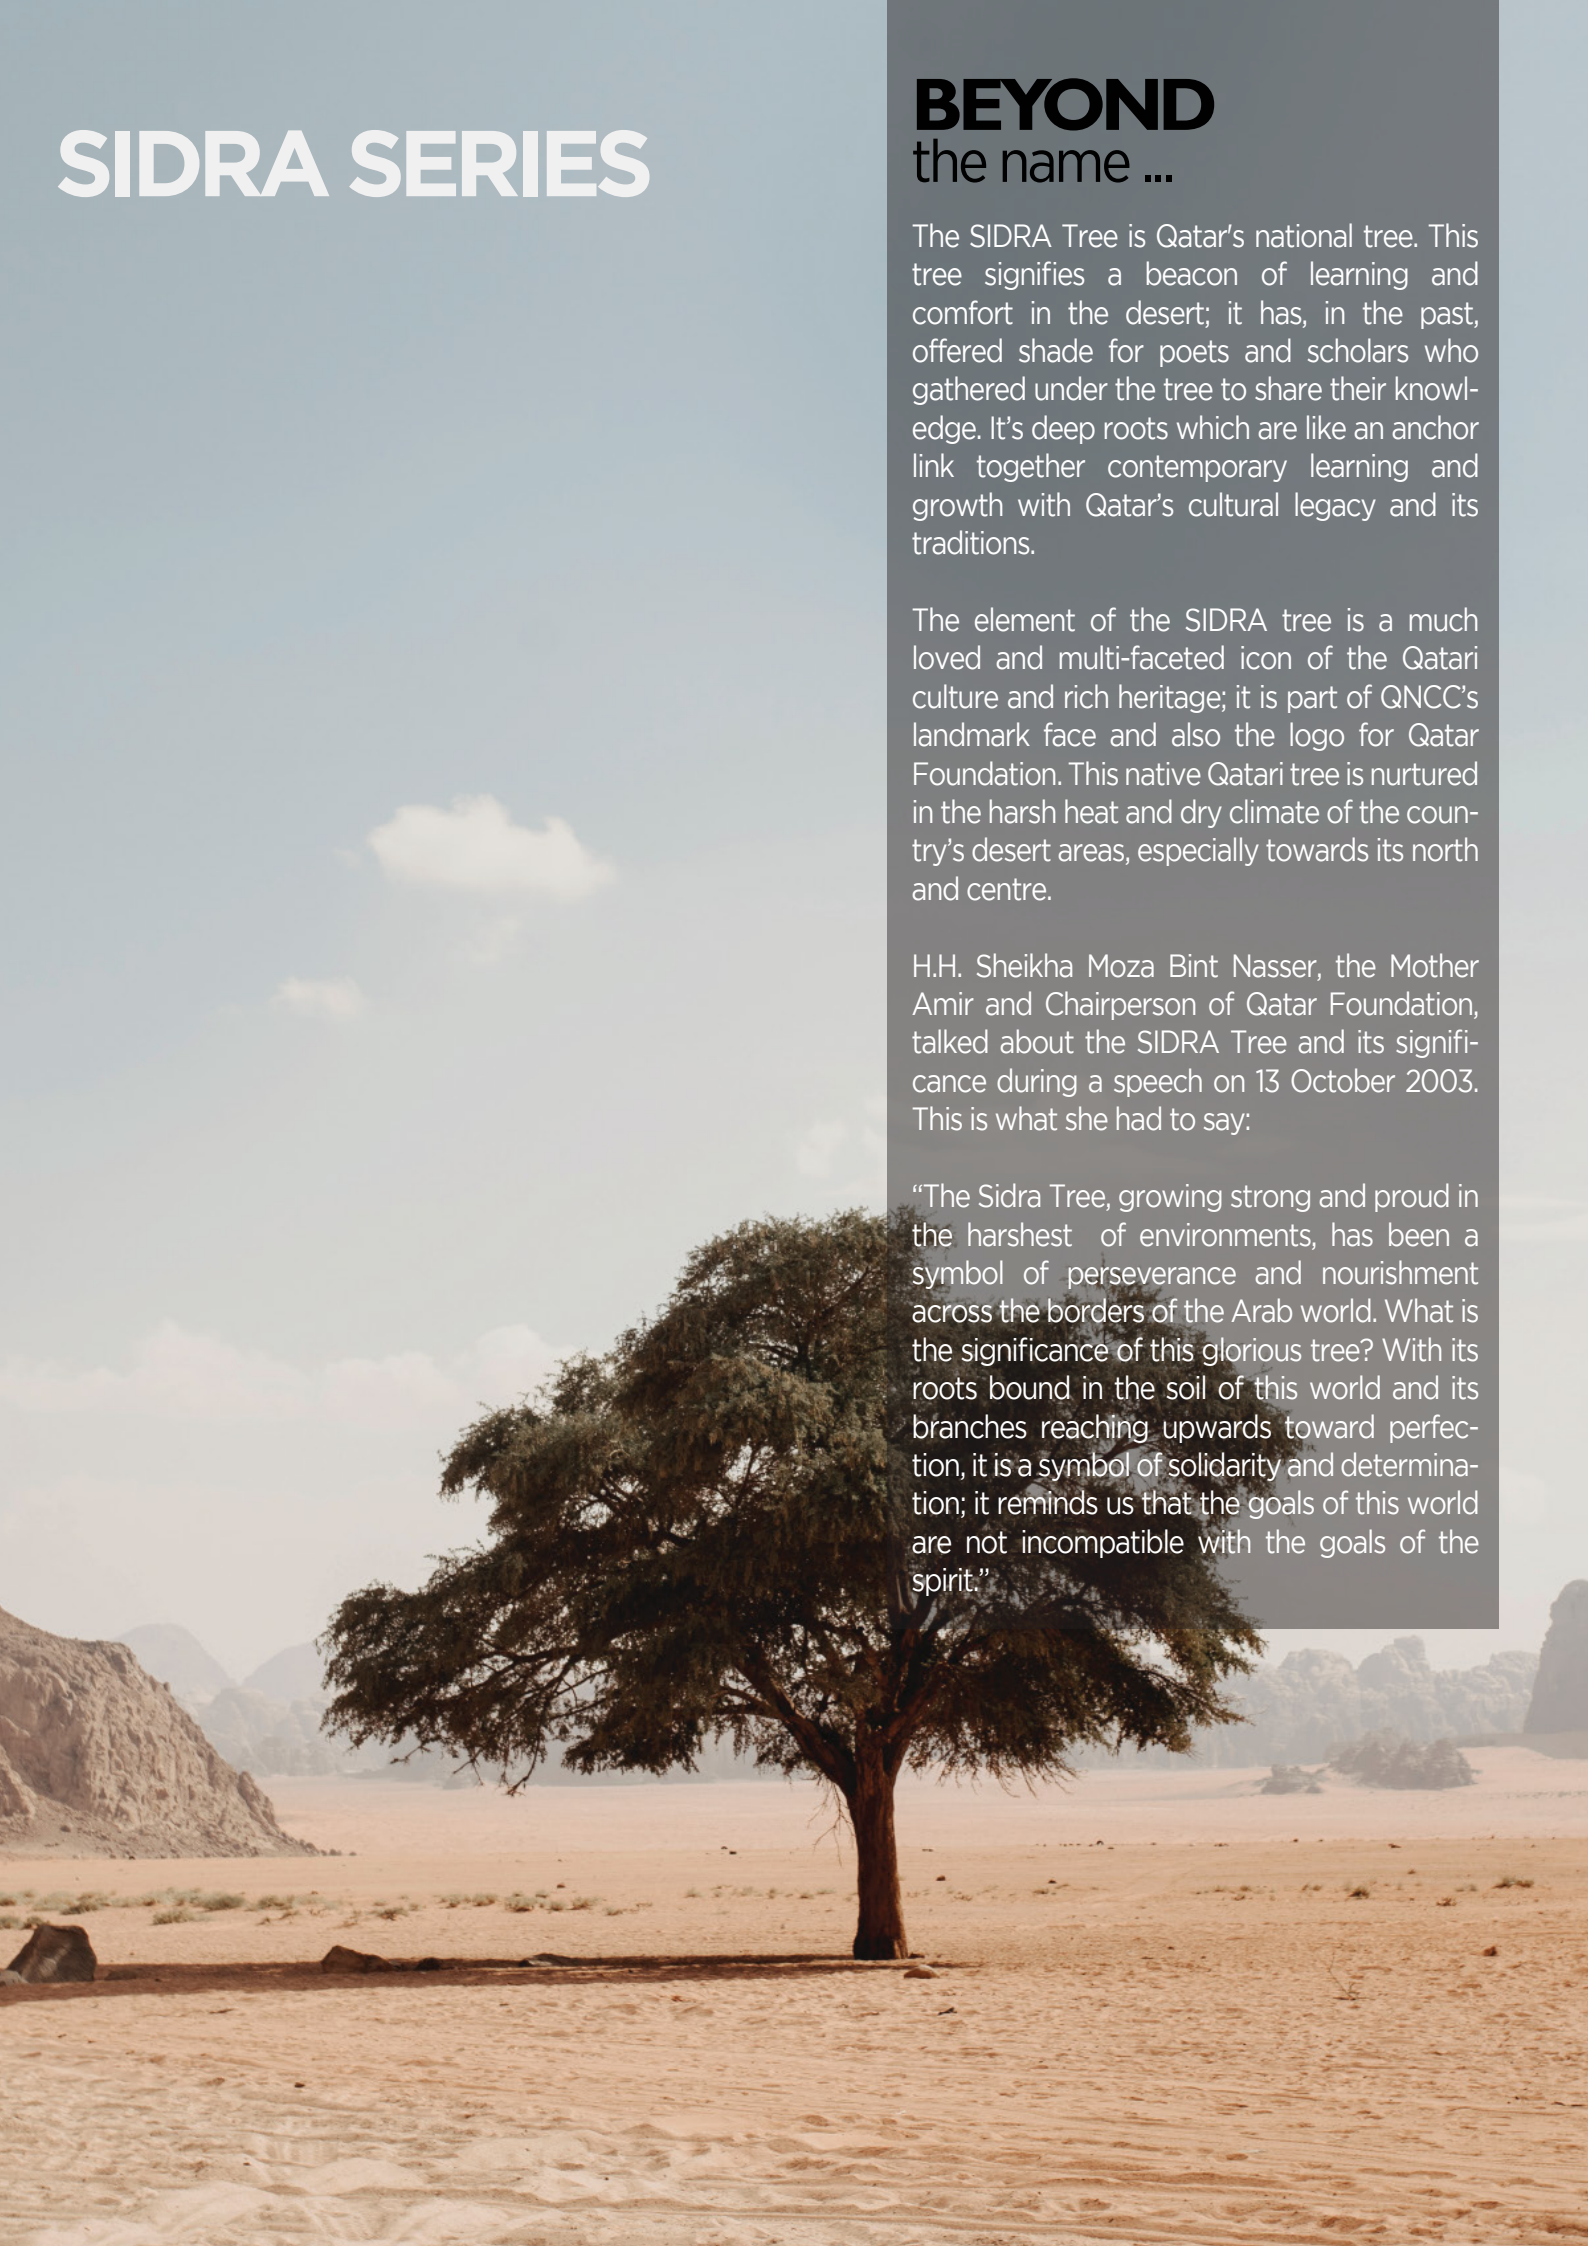 SIDRA SERIES
BEYOND
the name ...
The SIDRA Tree is Qatar's national tree. This
tree signifies a beacon of learning and
comfort in the desert; it has, in the past,
offered shade for poets and scholars who
gathered under the tree to share their knowl-
edge. It’s deep roots which are like an anchor
link together contemporary learning and
growth with Qatar’s cultural legacy and its
traditions.
The element of the SIDRA tree is a much
loved and multi-faceted icon of the Qatari
culture and rich heritage; it is part of QNCC’s
landmark face and also the logo for Qatar
Foundation. This native Qatari tree is nurtured
in the harsh heat and dry climate of the coun-
try’s desert areas, especially towards its north
and centre.
H.H. Sheikha Moza Bint Nasser, the Mother
Amir and Chairperson of Qatar Foundation,
talked about the SIDRA Tree and its signifi-
cance during a speech on 13 October 2003.
This is what she had to say:
“The Sidra Tree, growing strong and proud in
the harshest of environments, has been a
symbol of perseverance and nourishment
across the borders of the Arab world. What is
the significance of this glorious tree? With its
roots bound in the soil of this world and its
branches reaching upwards toward perfec-
tion, it is a symbol of solidarity and determina-
tion; it reminds us that the goals of this world
are not incompatible with the goals of the
spirit.”